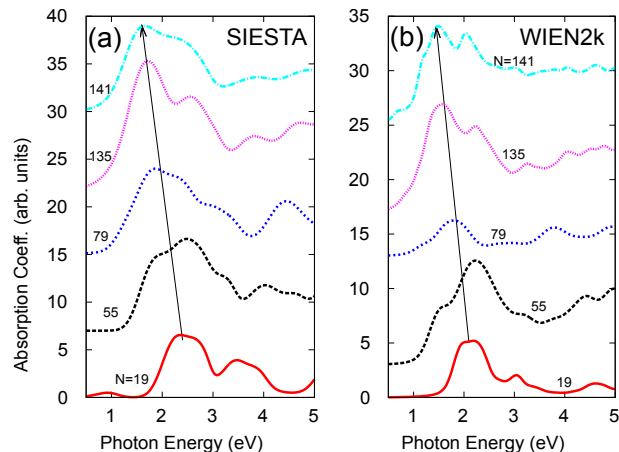 (a) SIESTA
(b) WIEN2k
Absorption Coeff. (arb. units)
40
35
30
25
20
15
10
5
0
141
135
79
55
N=19
1 2 3 4 5
Photon Energy (eV)
35
30
25
20
15
10
5
0
N=141
135
79
55
19
1 2 3 4 5
Photon Energy (eV)